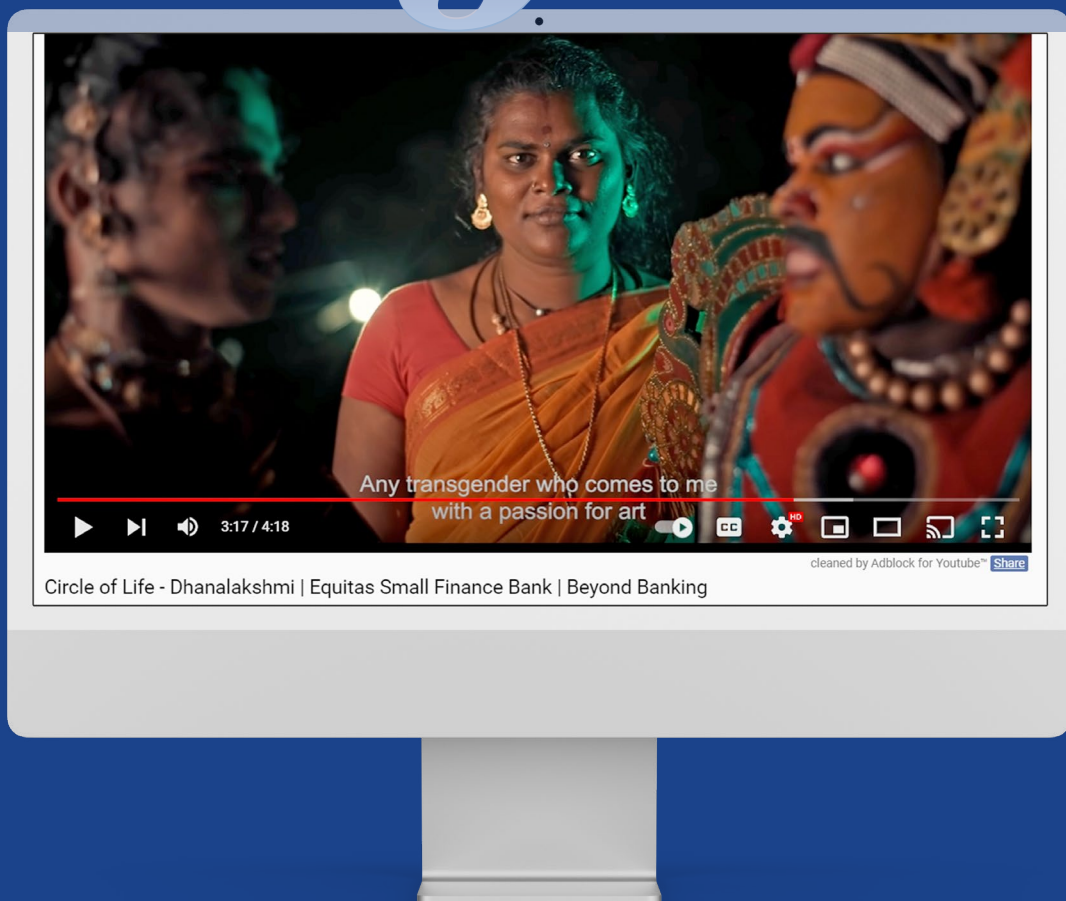 Any transgender who comes to me
with a passion for art
3:17 / 4:18
CC
HD
cleaned by Adblock for Youtube™ Share
Circle of Life - Dhanalakshmi | Equitas Small Finance Bank | Beyond Banking